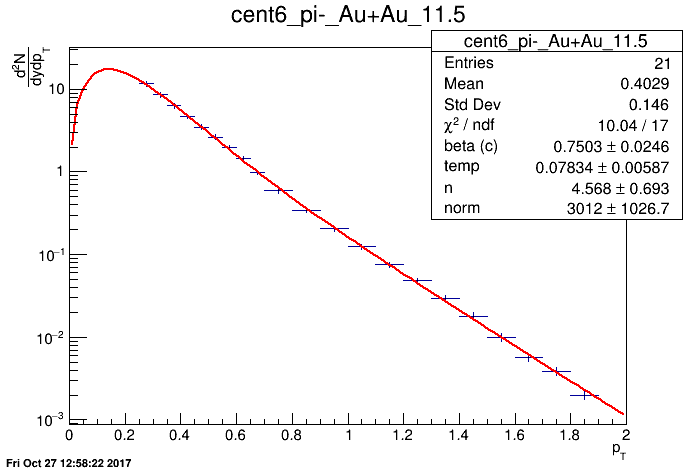 cent6_pi-_Au+Au_11.5
cent6_pi-_Au+Au_11.5
Entries 21
Mean 0.4029
Std Dev 0.146
χ² / ndf 10.04 / 17
beta (c) 0.7503 ± 0.0246
temp 0.07834 ± 0.00587
n 4.568 ± 0.693
norm 3012 ± 1026.7
d²N
dydp_T
10
1
10⁻¹
10⁻²
10⁻³
0 0.2 0.4 0.6 0.8 1 1.2 1.4 1.6 1.8 2
p_T
Fri Oct 27 12:58:22 2017